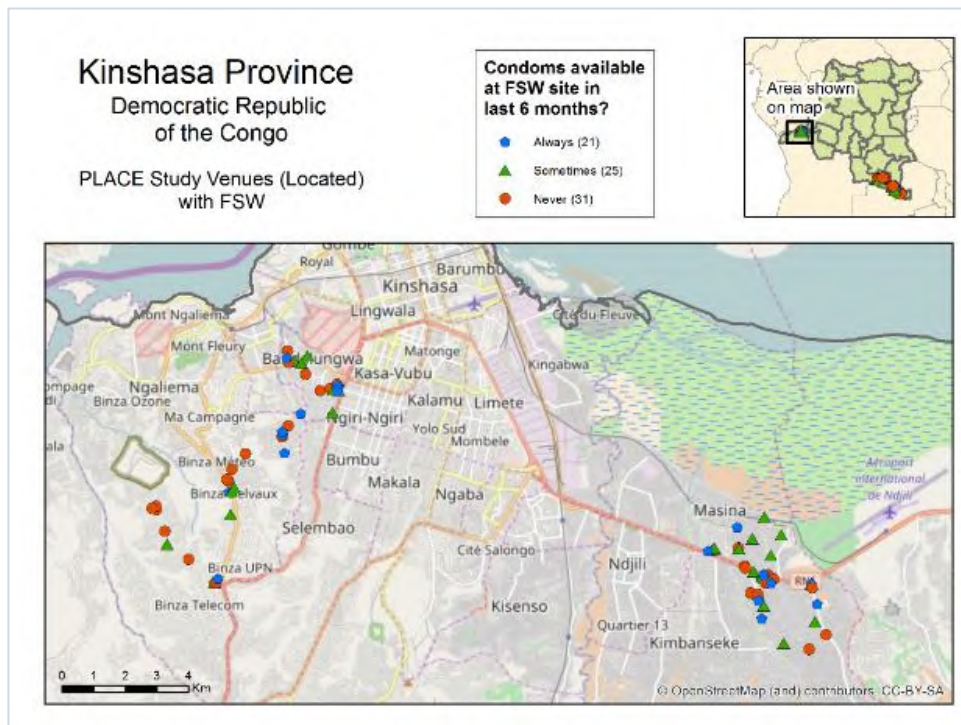 Kinshasa Province
Democratic Republic
of the Congo
PLACE Study Venues (Located)
with FSW
Condoms available
at FSW site in
last 6 months?
Always (21)
Sometimes (25)
Never (31)
Area shown
on map
Gombe
Royal
Barumbu
Kinshasa
Mont Ngaliema
Lingwala
Cité du Fleuve
Mont Fleury
Matonge
Kingabwa
Kasa-Vubu
Ngaliema
Binza Ozone
Kalamu
Limete
Ma Campagne
Ngiri-Ngiri
Yolo Sud
Mombele
Binza Météo
Bumbu
Makala
Ngaba
Aéroport
international
de Ndjili
Masina
Selembao
Cité Salongo
Ndjili
Binza UPN
Binza Telecom
Kisenso
Quartier 13
Kimbanseke
0 1 2 3 4
Km
© OpenStreetMap (and) contributors, CC-BY-SA